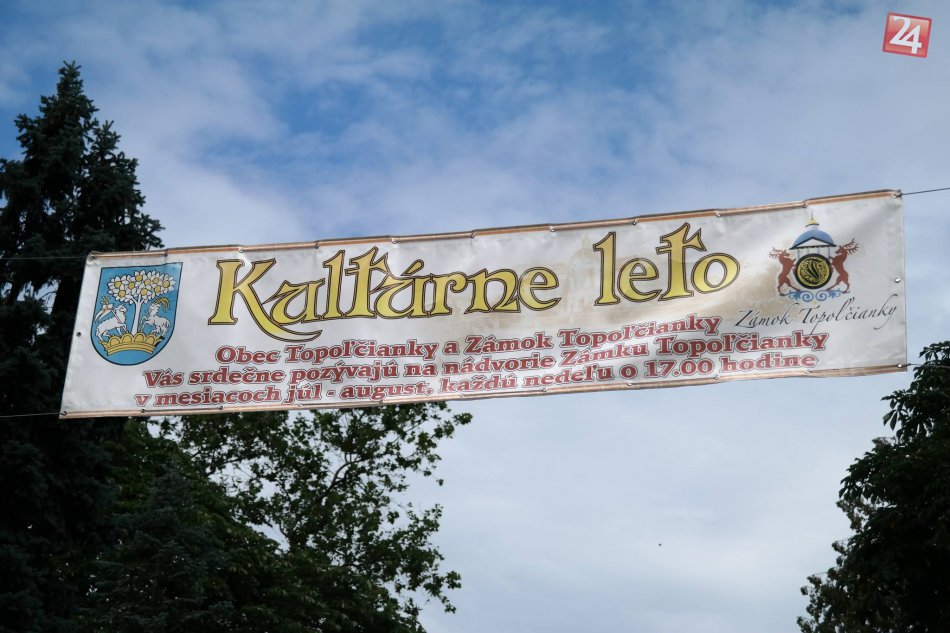 24
Kultúrne leto
Zámok Topoľčianky
Obec Topoľčianky a Zámok Topoľčianky
Vás srdečne pozývajú na nádvorie Zámku Topoľčianky
v mesiacoch júl - august, každú nedeľu o 17.00 hodine